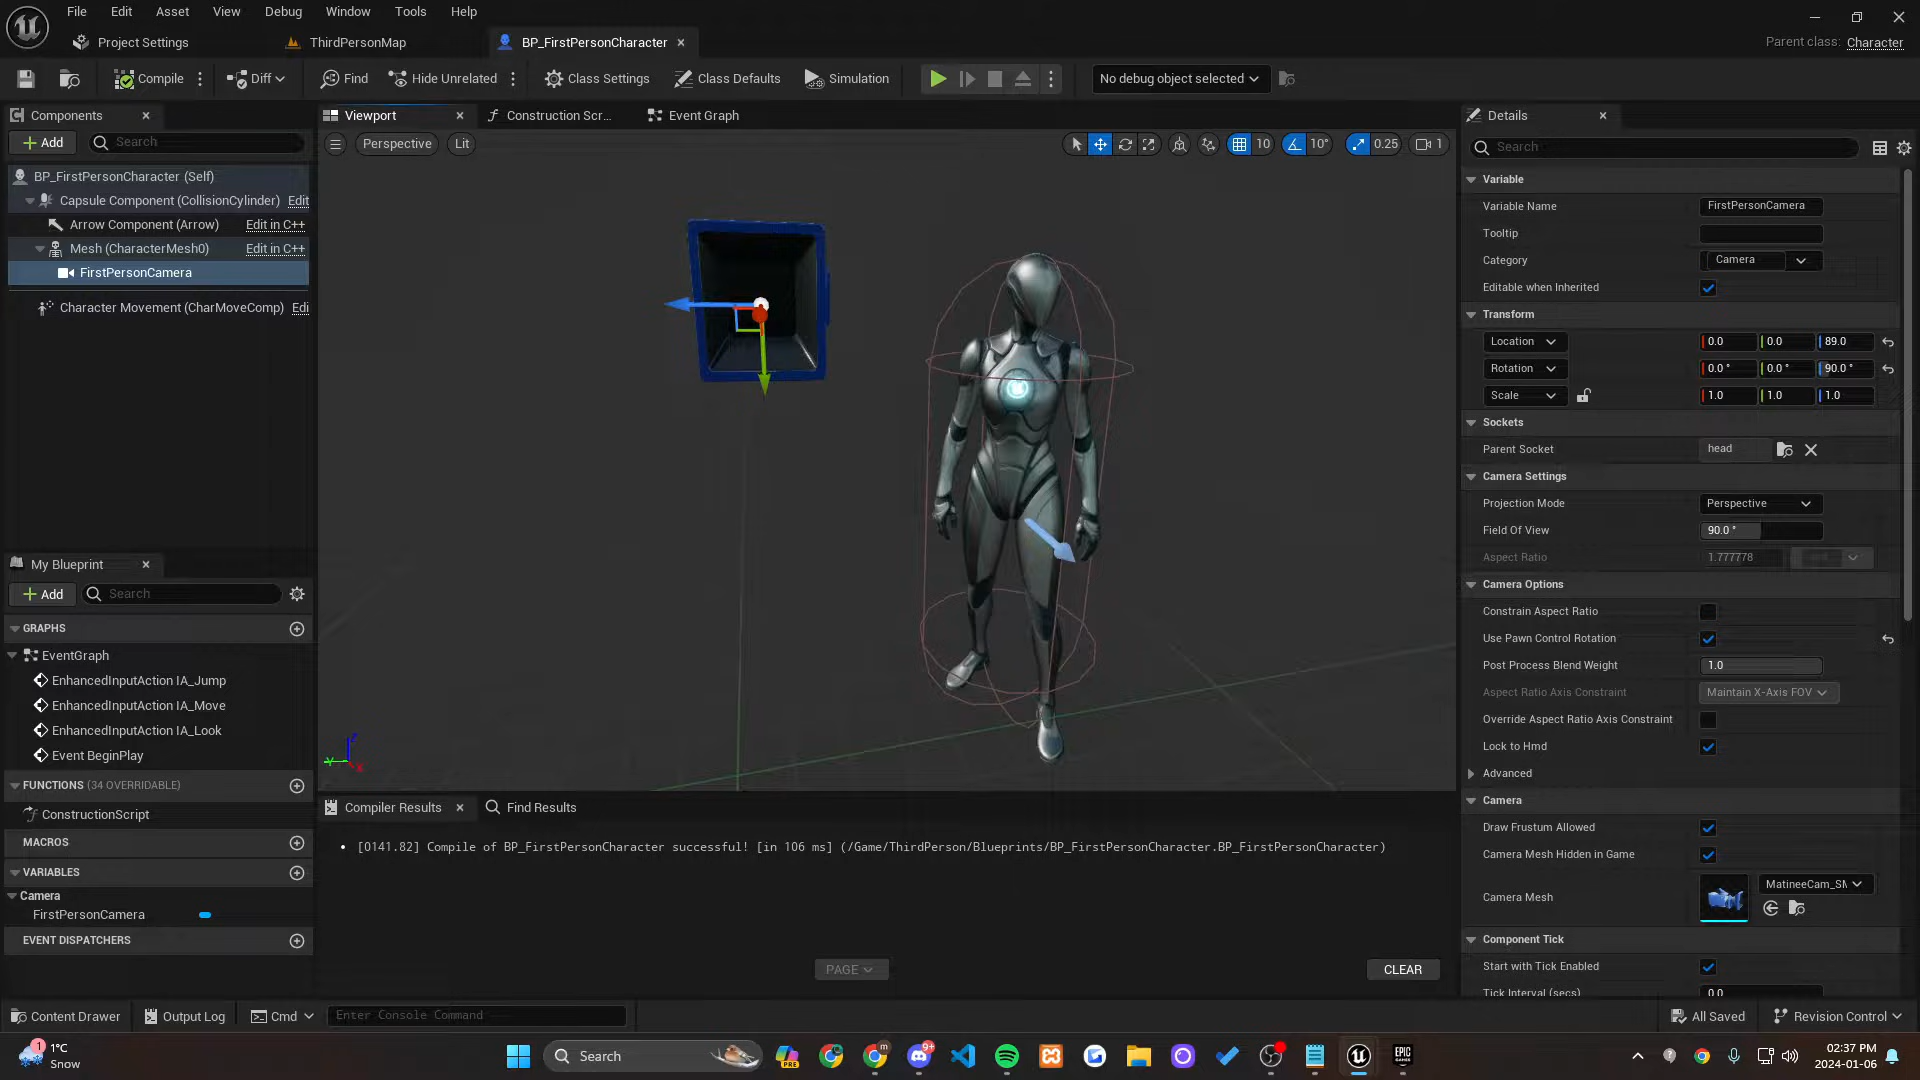 File Edit Asset View Debug Window Tools Help
Project Settings ThirdPersonMap BP_FirstPersonCharacter
Parent class: Character
Compile Diff Find Hide Unrelated Class Settings Class Defaults Simulation No debug object selected
Components
Add Search
BP_FirstPersonCharacter (Self)
Capsule Component (CollisionCylinder) Edit
Arrow Component (Arrow) Edit in C++
Mesh (CharacterMesh0) Edit in C++
FirstPersonCamera
Character Movement (CharMoveComp) Edi
My Blueprint
Add Search
GRAPHS
EventGraph
EnhancedInputAction IA_Jump
EnhancedInputAction IA_Move
EnhancedInputAction IA_Look
Event BeginPlay
FUNCTIONS (34 OVERRIDABLE)
ConstructionScript
MACROS
VARIABLES
Camera
FirstPersonCamera
EVENT DISPATCHERS
Viewport Construction Scr... Event Graph
Perspective Lit 10 10° 0.25 1
Compiler Results Find Results
• [0141.82] Compile of BP_FirstPersonCharacter successful! [in 106 ms] (/Game/ThirdPerson/Blueprints/BP_FirstPersonCharacter.BP_FirstPersonCharacter)
PAGE CLEAR
Details
Search
Variable
Variable Name FirstPersonCamera
Tooltip
Category Camera
Editable when Inherited
Transform
Location 0.0 0.0 89.0
Rotation 0.0 ° 0.0 ° 90.0 °
Scale 1.0 1.0 1.0
Sockets
Parent Socket head
Camera Settings
Projection Mode Perspective
Field Of View 90.0 °
Aspect Ratio 1.777778
Camera Options
Constrain Aspect Ratio
Use Pawn Control Rotation
Post Process Blend Weight 1.0
Aspect Ratio Axis Constraint Maintain X-Axis FOV
Override Aspect Ratio Axis Constraint
Lock to Hmd
Advanced
Camera
Draw Frustum Allowed
Camera Mesh Hidden in Game
Camera Mesh MatineeCam_SM
Component Tick
Start with Tick Enabled
Tick Interval (secs) 0.0
Content Drawer Output Log Cmd Enter Console Command All Saved Revision Control
1 1°C
Snow
Search PRE m 9+ EPIC GAMES
02:37 PM
2024-01-06